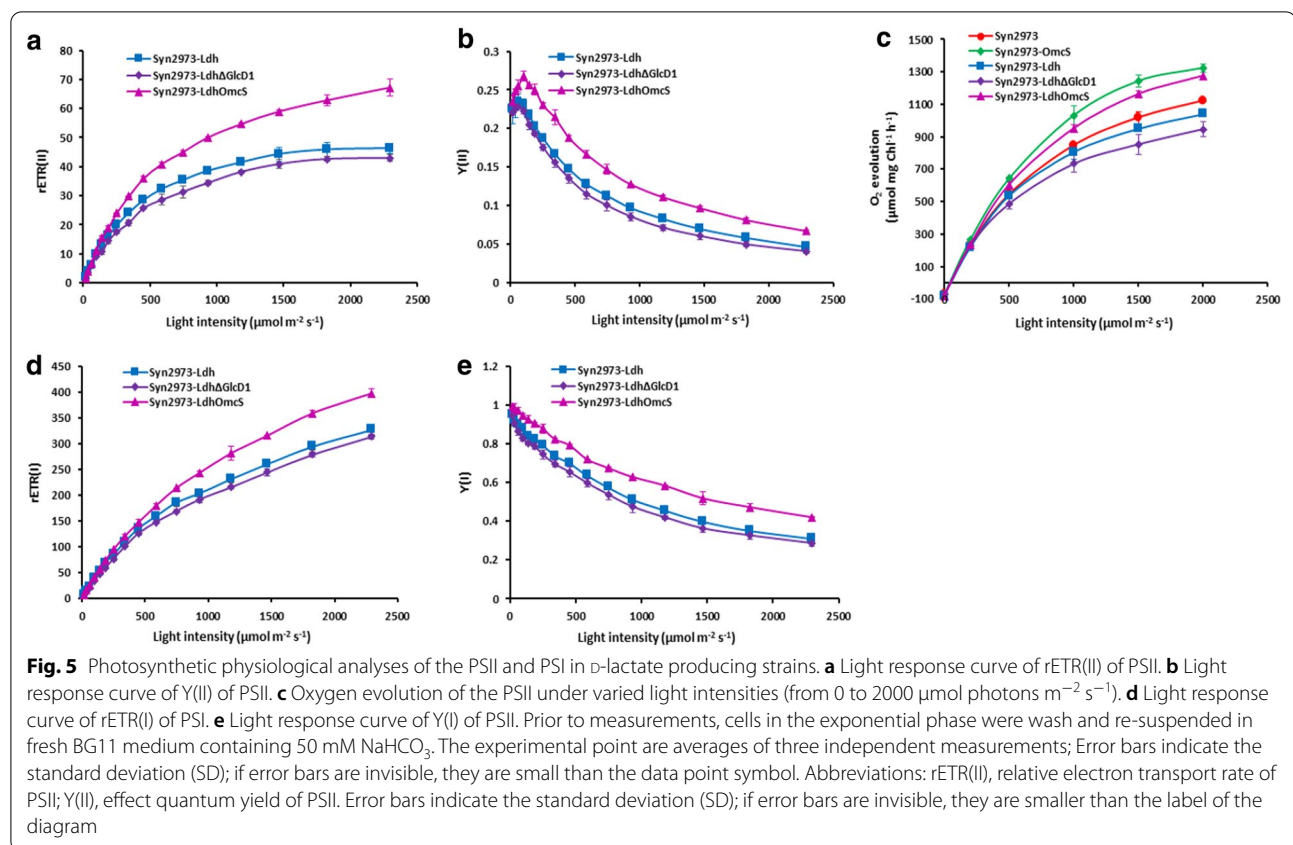 a
80
70
60
50
40
30
20
10
0
rETR(II)
Syn2973-Ldh
Syn2973-LdhΔGlcD1
Syn2973-LdhOmcS
0 500 1000 1500 2000 2500
Light intensity (µmol m⁻² s⁻¹)
b
0.3
0.25
0.2
0.15
0.1
0.05
0
Y(II)
Syn2973-Ldh
Syn2973-LdhΔGlcD1
Syn2973-LdhOmcS
0 500 1000 1500 2000 2500
Light intensity (µmol m⁻² s⁻¹)
c
1500
1300
1100
900
700
500
300
100
-100
O₂ evolution
(µmol mg Chl⁻¹ h⁻¹)
Syn2973
Syn2973-OmcS
Syn2973-Ldh
Syn2973-LdhΔGlcD1
Syn2973-LdhOmcS
0 500 1000 1500 2000 2500
Light intensity (µmol m⁻² s⁻¹)
d
450
400
350
300
250
200
150
100
50
0
rETR(I)
Syn2973-Ldh
Syn2973-LdhΔGlcD1
Syn2973-LdhOmcS
0 500 1000 1500 2000 2500
Light intensity (µmol m⁻² s⁻¹)
e
1.2
1
0.8
0.6
0.4
0.2
0
Y(I)
Syn2973-Ldh
Syn2973-LdhΔGlcD1
Syn2973-LdhOmcS
0 500 1000 1500 2000 2500
Light intensity (µmol m⁻² s⁻¹)
Fig. 5 Photosynthetic physiological analyses of the PSII and PSI in D-lactate producing strains. a Light response curve of rETR(II) of PSII. b Light
response curve of Y(II) of PSII. c Oxygen evolution of the PSII under varied light intensities (from 0 to 2000 µmol photons m⁻² s⁻¹). d Light response
curve of rETR(I) of PSI. e Light response curve of Y(I) of PSII. Prior to measurements, cells in the exponential phase were wash and re-suspended in
fresh BG11 medium containing 50 mM NaHCO₃. The experimental point are averages of three independent measurements; Error bars indicate the
standard deviation (SD); if error bars are invisible, they are small than the data point symbol. Abbreviations: rETR(II), relative electron transport rate of
PSII; Y(II), effect quantum yield of PSII. Error bars indicate the standard deviation (SD); if error bars are invisible, they are smaller than the label of the
diagram